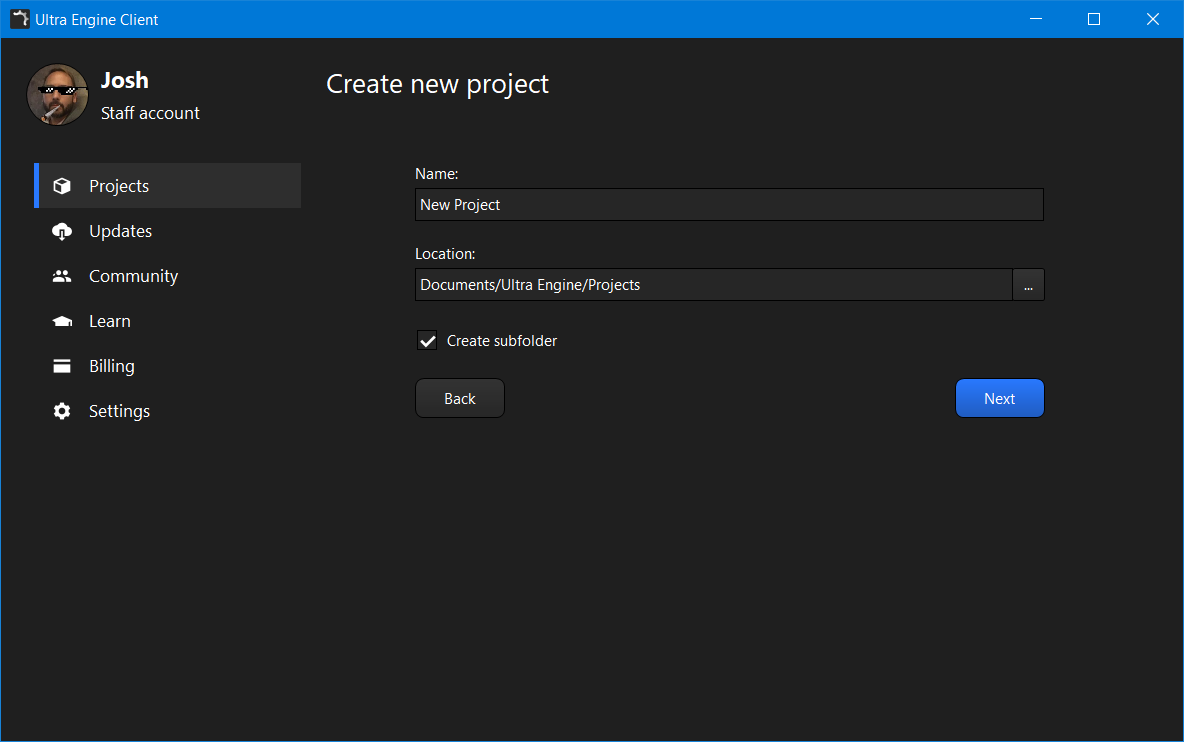 Ultra Engine Client
Josh
Staff account
Projects
Updates
Community
Learn
Billing
Settings
Create new project
Name:
New Project
Location:
Documents/Ultra Engine/Projects
...
Create subfolder
Back
Next